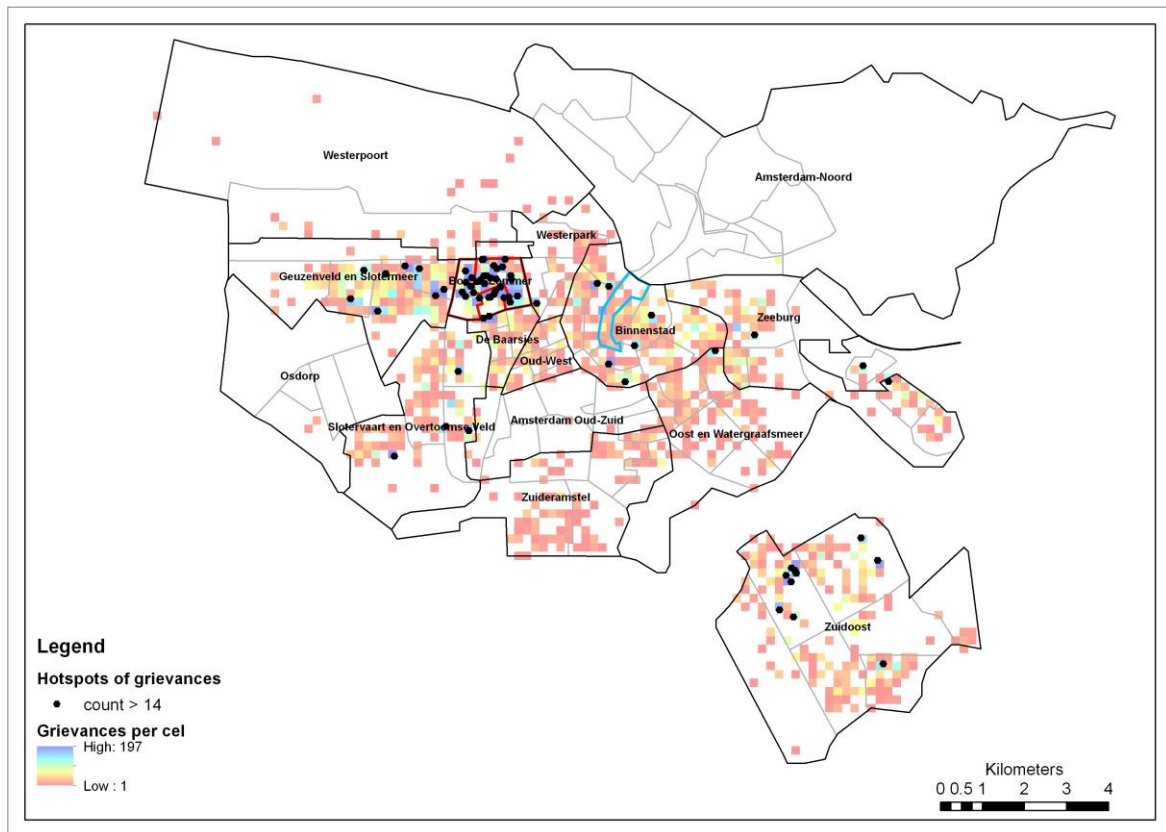 Westerpoort
Amsterdam-Noord
Westerpark
Geuzenveld en Slotermeer
Zeeburg
Binnenstad
De Baarsjes
Oud-West
Osdorp
Amsterdam Oud-Zuid
Slotervaart en Overtoomse Veld
Oost en Watergraafsmeer
Zuideramstel
Zuidoost
Legend
Hotspots of grievances
count > 14
Grievances per cel
High: 197
Low : 1
Kilometers
0 0.5 1 2 3 4